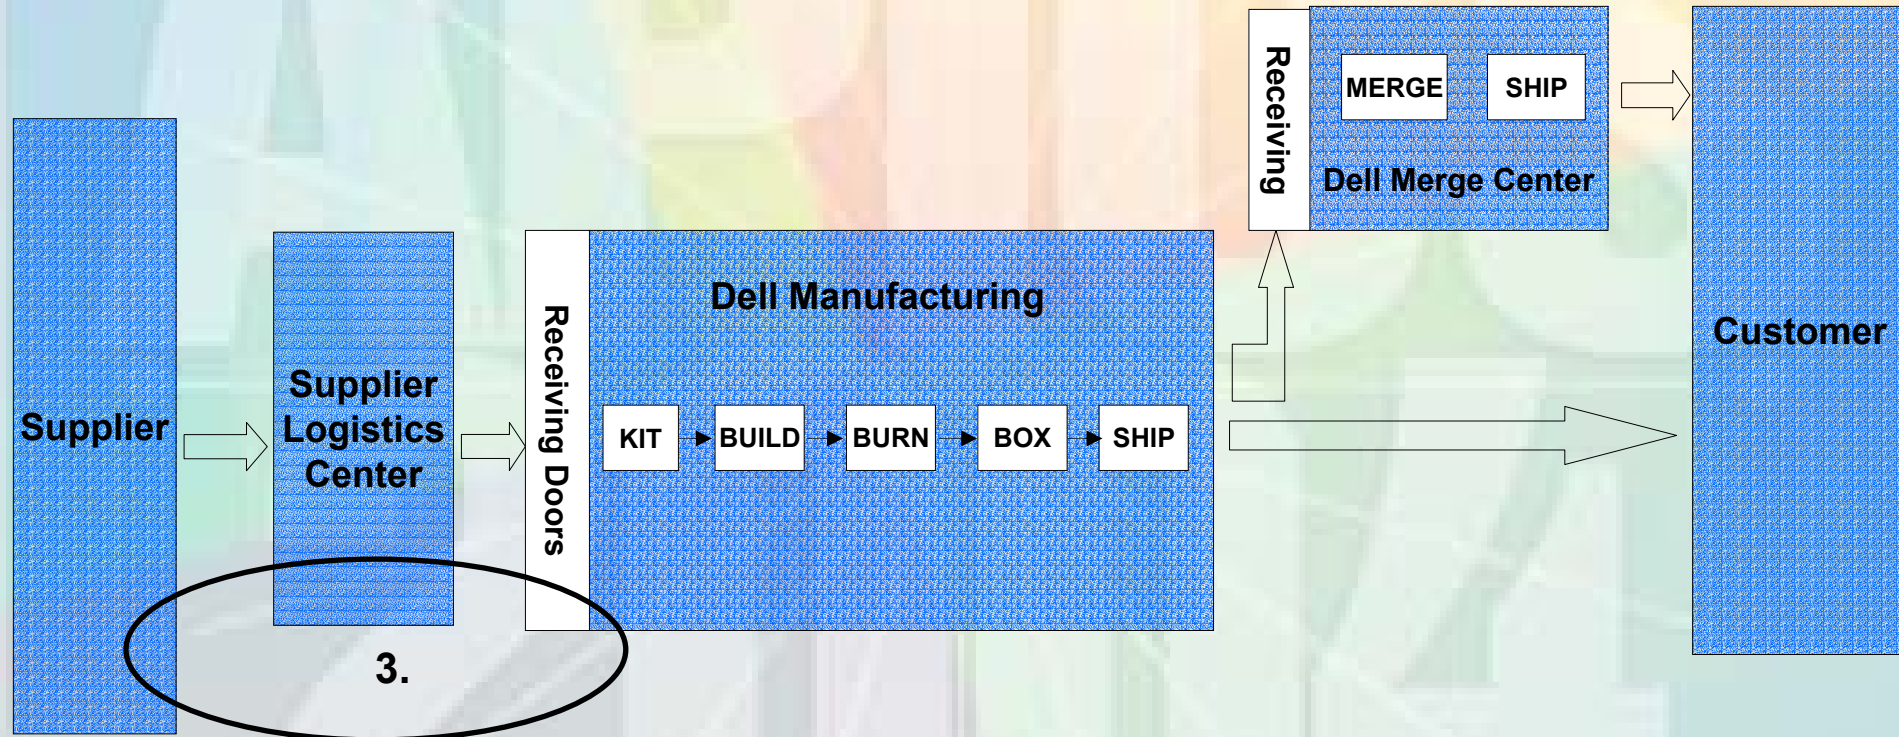 Supplier
Supplier
Logistics
Center
Receiving Doors
Dell Manufacturing
KIT
BUILD
BURN
BOX
SHIP
Receiving
MERGE
SHIP
Dell Merge Center
Customer
3.